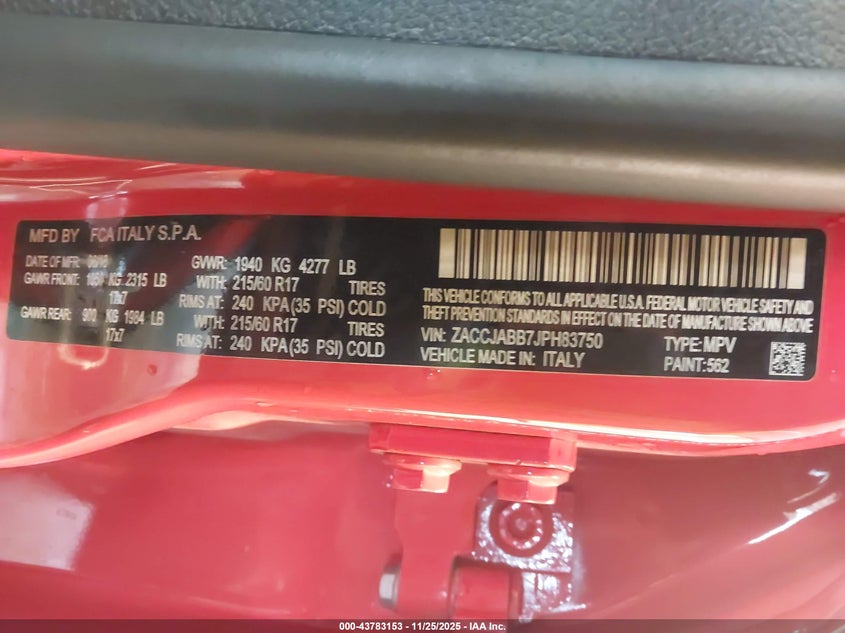 MFD BY FCA ITALY S.P.A.
DATE OF MFR GVWR: 1940 KG 4277 LB
GAWR FRONT: KG 2315 LB WITH: 215/60 R17 TIRES
17x7 RIMS AT: 240 KPA(35 PSI) COLD
GAWR REAR: 900 KG 1984 LB WITH: 215/60 R17 TIRES
17x7 RIMS AT: 240 KPA(35 PSI) COLD
THIS VEHICLE CONFORMS TO ALL APPLICABLE U.S.A. FEDERAL MOTOR VEHICLE SAFETY AND
THEFT PREVENTION STANDARDS IN EFFECT ON THE DATE OF MANUFACTURE SHOWN ABOVE
VIN: ZACCJABB7JPH83750 TYPE: MPV
VEHICLE MADE IN: ITALY PAINT: 562
000-43783153 - 11/25/2025 - IAA Inc.